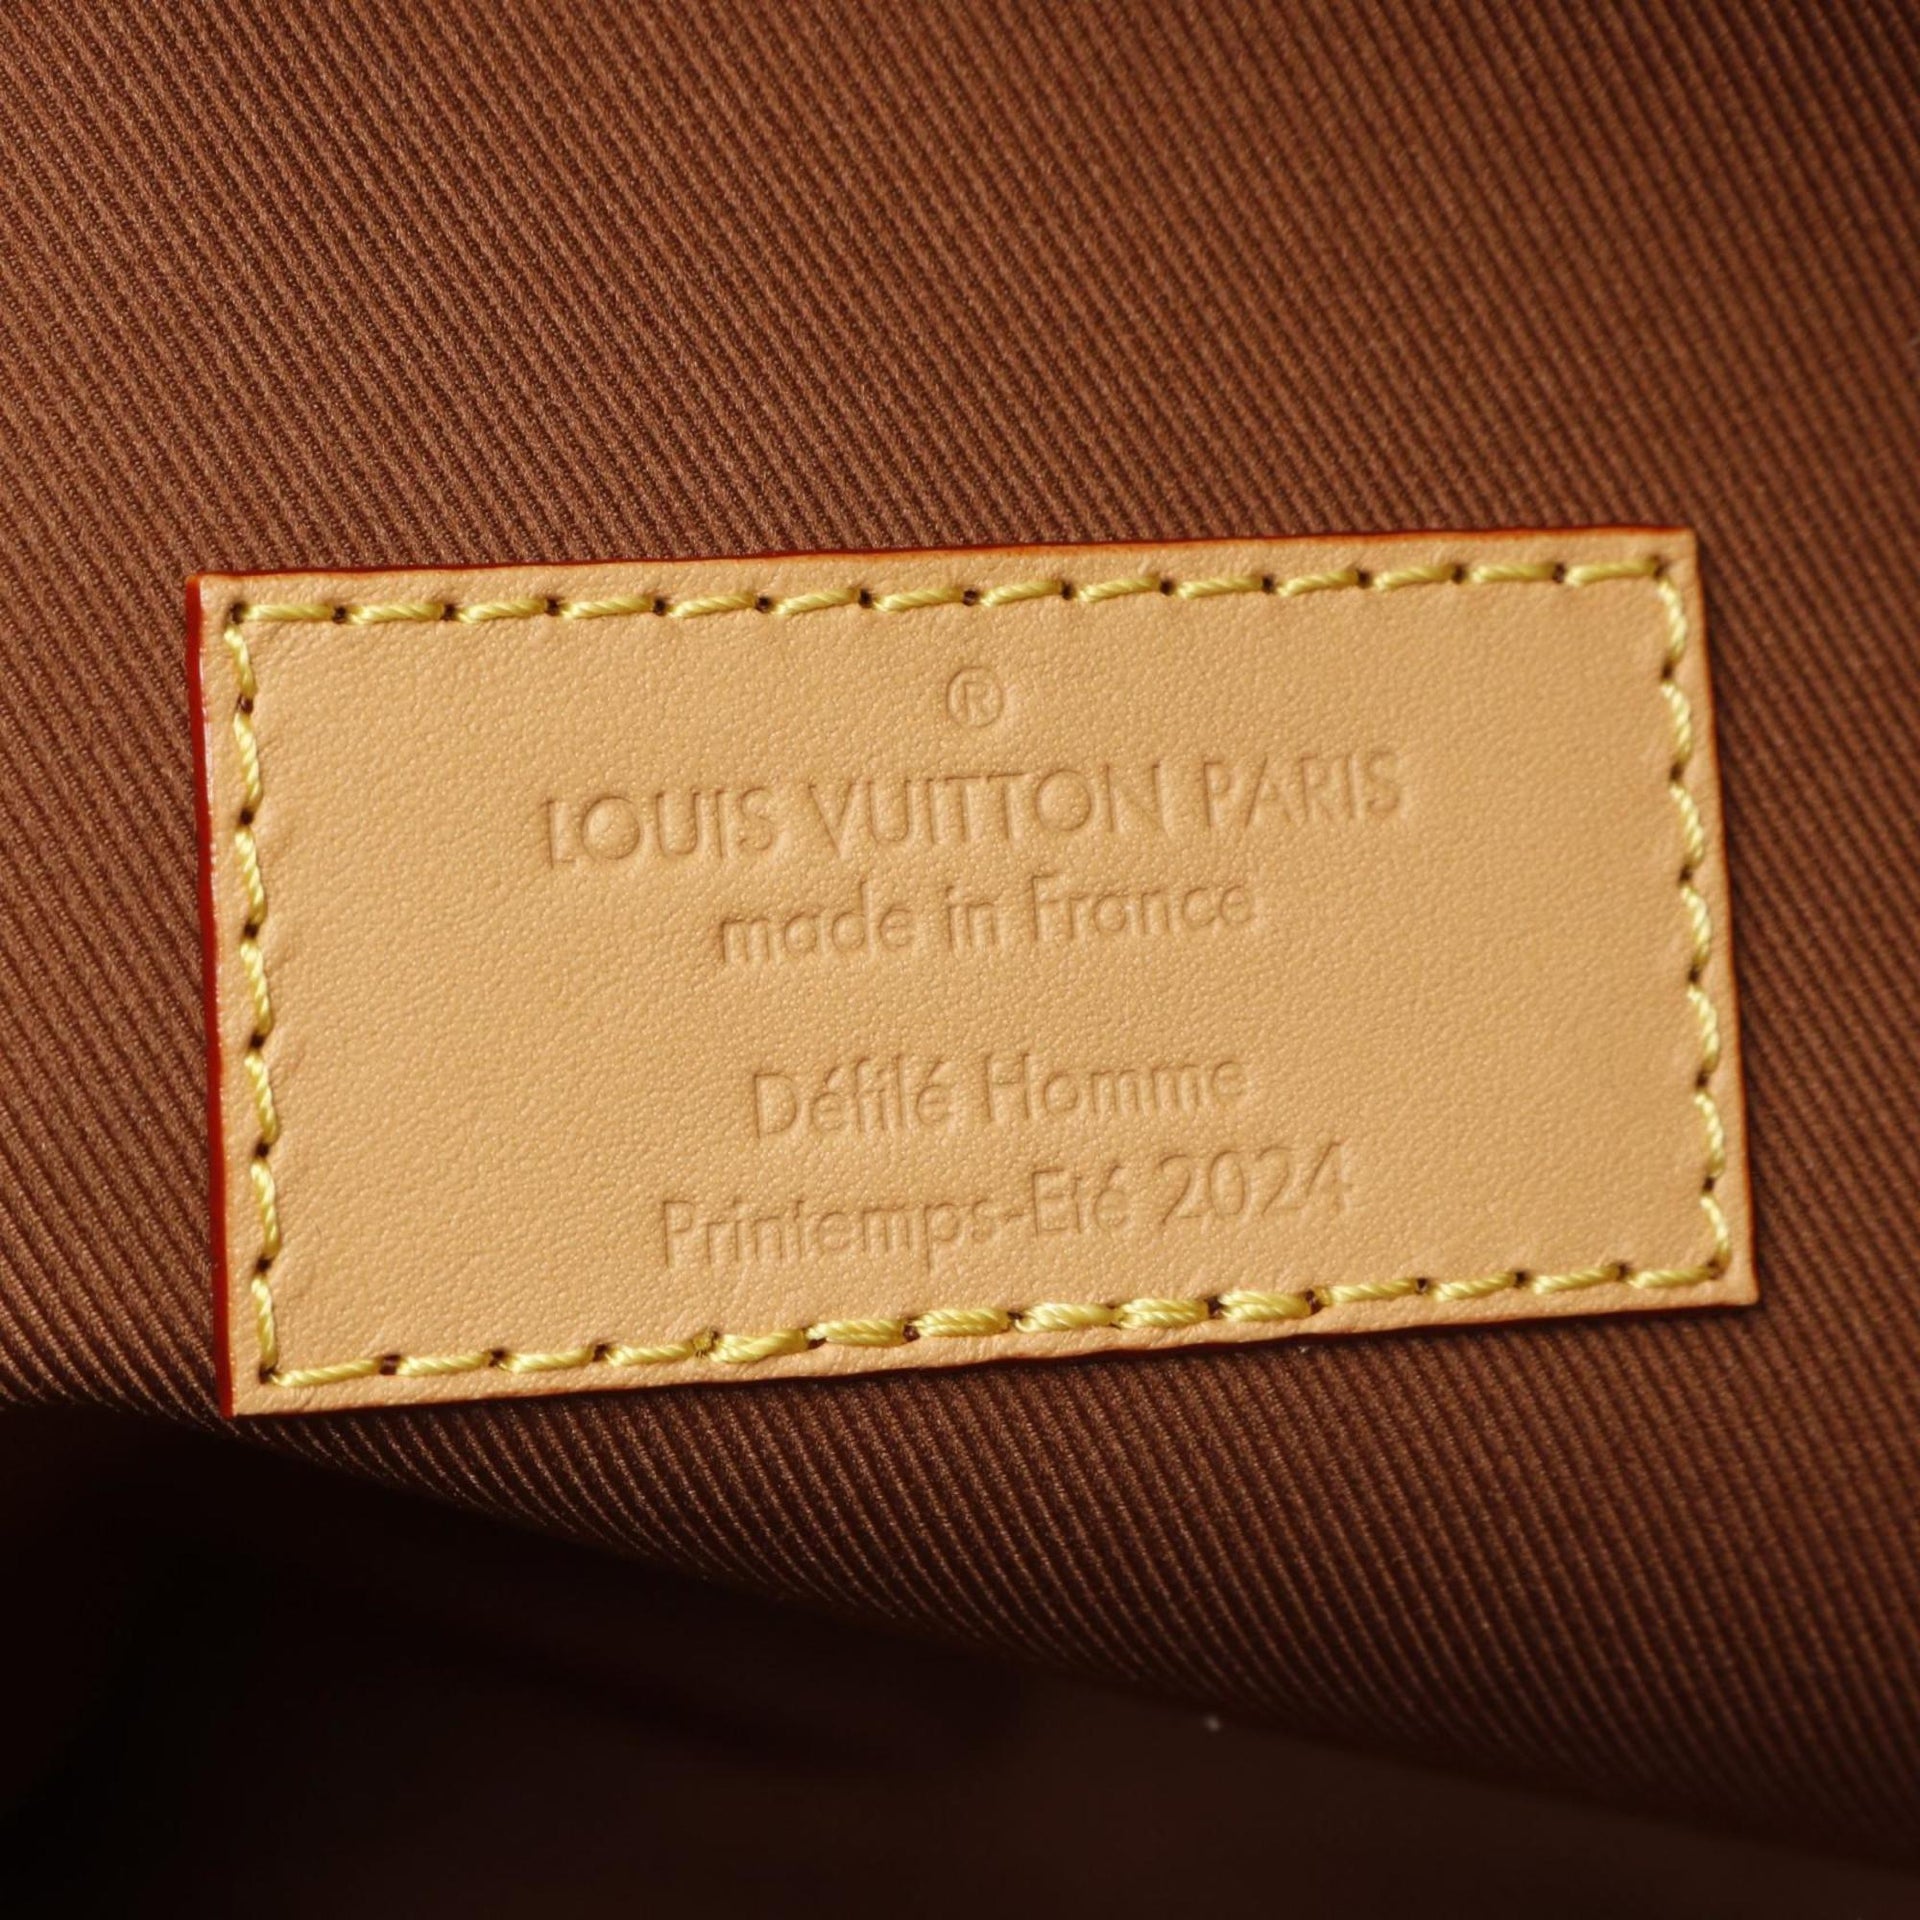 ®
LOUIS VUITTON PARIS
made in France
Défilé Homme
Printemps-Eté 2024